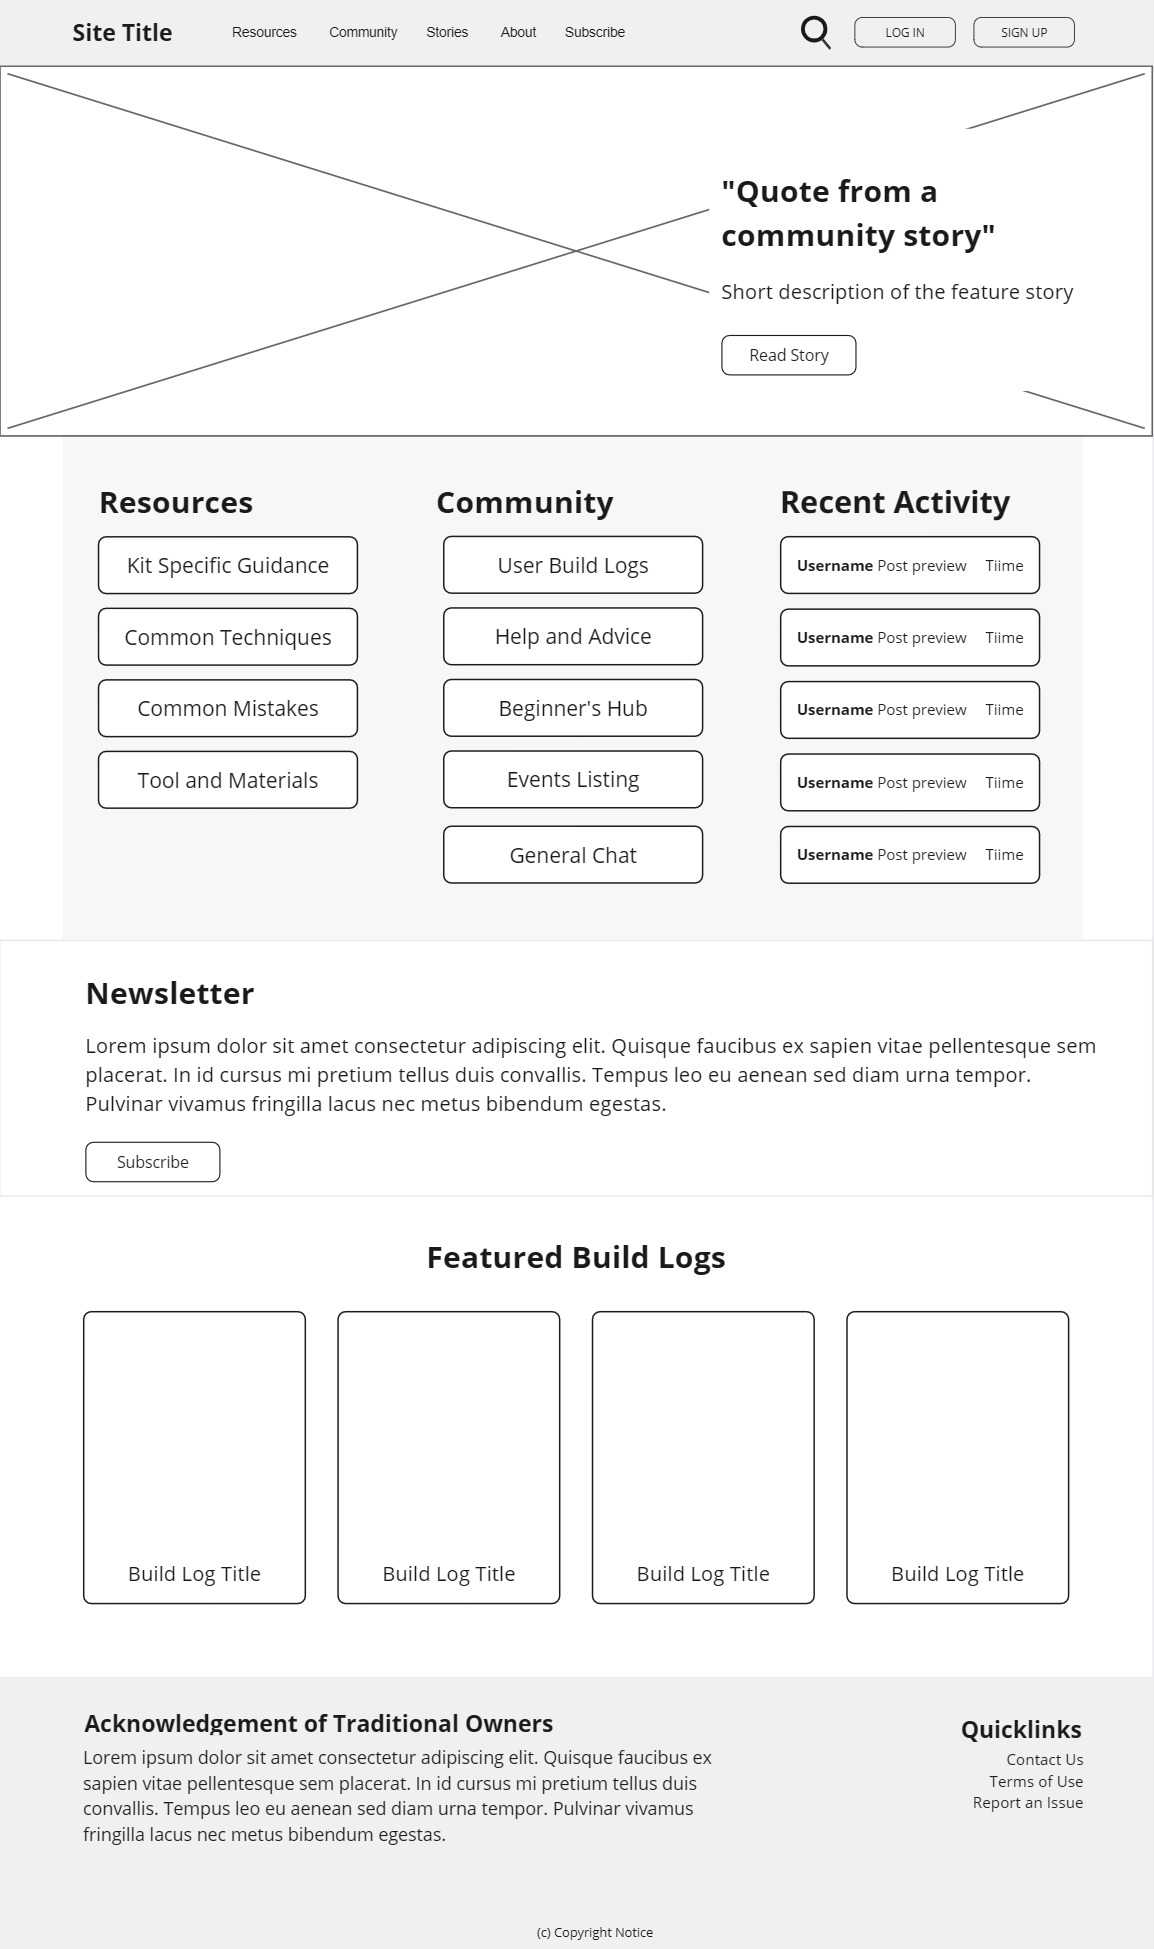 Site Title Resources Community Stories About Subscribe LOG IN SIGN UP
"Quote from a
community story"
Short description of the feature story
Read Story
Resources
Kit Specific Guidance
Common Techniques
Common Mistakes
Tool and Materials
Community
User Build Logs
Help and Advice
Beginner's Hub
Events Listing
General Chat
Recent Activity
Username Post preview Tiime
Username Post preview Tiime
Username Post preview Tiime
Username Post preview Tiime
Username Post preview Tiime
Newsletter
Lorem ipsum dolor sit amet consectetur adipiscing elit. Quisque faucibus ex sapien vitae pellentesque sem
placerat. In id cursus mi pretium tellus duis convallis. Tempus leo eu aenean sed diam urna tempor.
Pulvinar vivamus fringilla lacus nec metus bibendum egestas.
Subscribe
Featured Build Logs
Build Log Title Build Log Title Build Log Title Build Log Title
Acknowledgement of Traditional Owners
Lorem ipsum dolor sit amet consectetur adipiscing elit. Quisque faucibus ex
sapien vitae pellentesque sem placerat. In id cursus mi pretium tellus duis
convallis. Tempus leo eu aenean sed diam urna tempor. Pulvinar vivamus
fringilla lacus nec metus bibendum egestas.
Quicklinks
Contact Us
Terms of Use
Report an Issue
(c) Copyright Notice